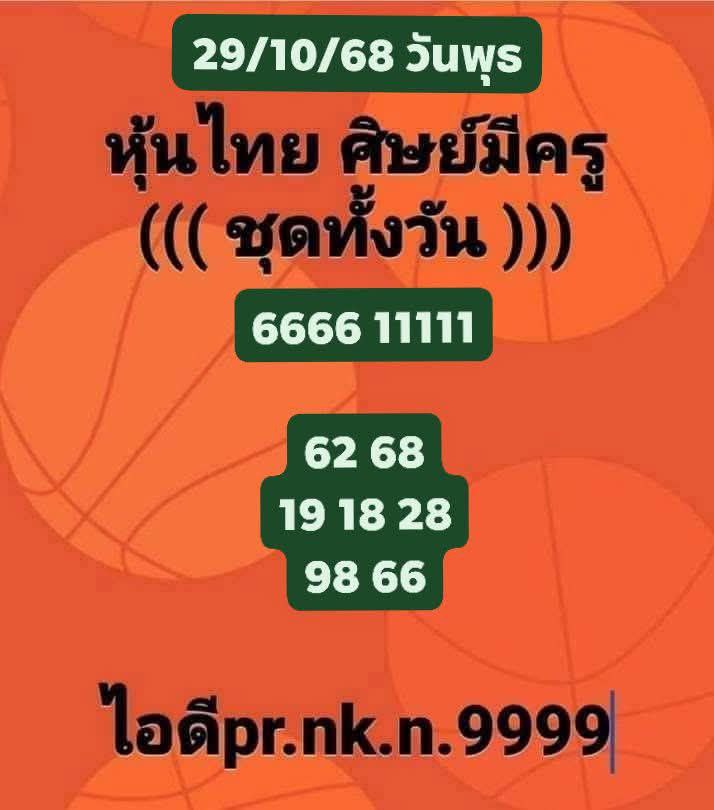 29/10/68 วันพุธ
หุ้นไทย ศิษย์มีครู
((( ชุดทั้งวัน )))
6666 11111
62 68
19 18 28
98 66
ไอดีpr.nk.n.9999